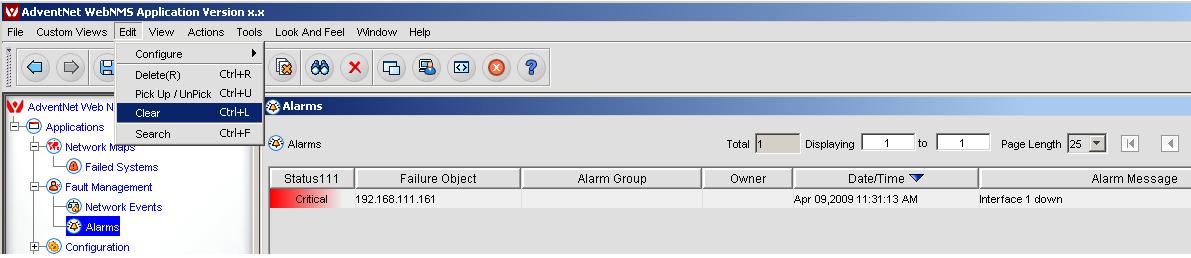 AdventNet WebNMS Application Version x.x
File Custom Views Edit View Actions Tools Look And Feel Window Help
Configure
Delete(R) Ctrl+R
Pick Up / UnPick Ctrl+U
Clear Ctrl+L
Search Ctrl+F
AdventNet Web N
Applications
Network Maps
Failed Systems
Fault Management
Network Events
Alarms
Configuration
Alarms
Alarms Total 1 Displaying 1 to 1 Page Length 25
Status111 Failure Object Alarm Group Owner Date/Time Alarm Message
Critical 192.168.111.161 Apr 09,2009 11:31:13 AM Interface 1 down